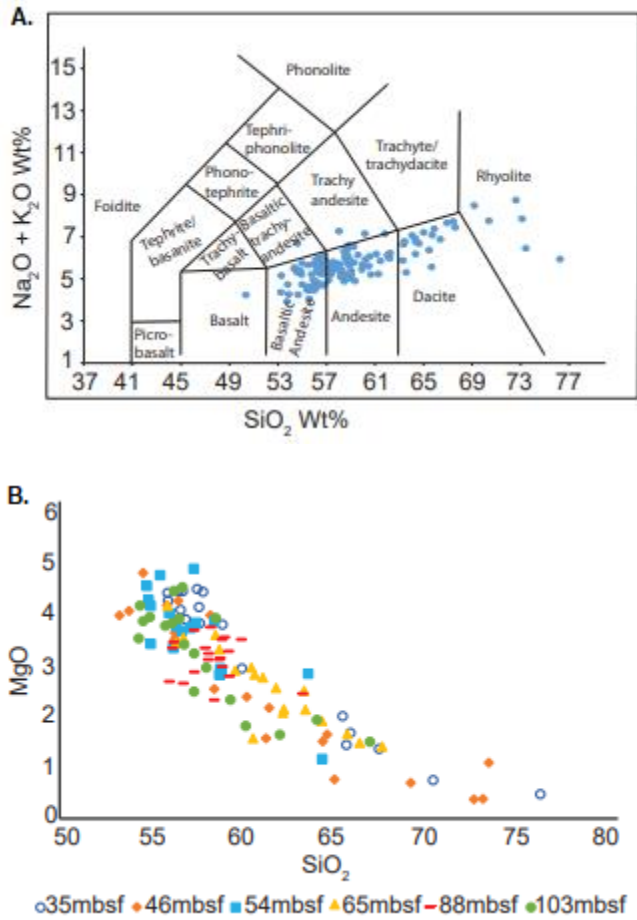 A.
Na₂O + K₂O Wt%
15
13
11
9
7
5
3
1
Phonolite
Tephri-
phonolite
Trachyte/
trachydacite
Phono-
tephrite
Trachy
andesite
Rhyolite
Foidite
Tephrite/
basanite
Basaltic
trachy-
andesite
Trachy-
basalt
Basalt
Basaltic
Andesite
Andesite
Dacite
Picro-
basalt
37 41 45 49 53 57 61 65 69 73 77
SiO₂ Wt%
B.
MgO
6
5
4
3
2
1
0
50 55 60 65 70 75 80
SiO₂
35mbsf 46mbsf 54mbsf 65mbsf 88mbsf 103mbsf